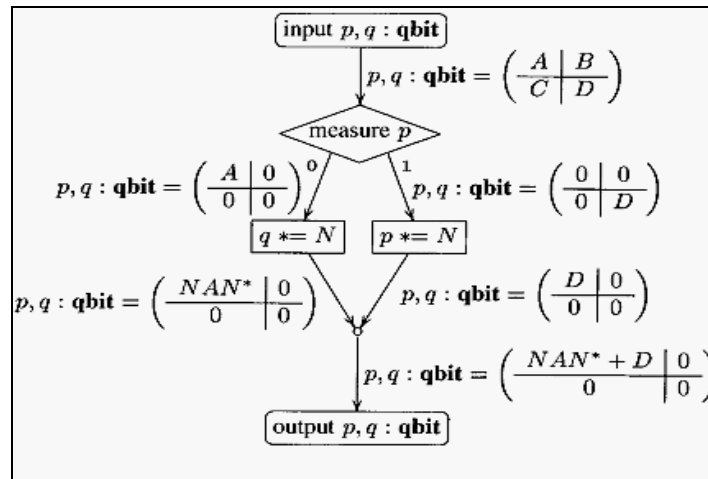 input p, q : qbit
p, q : qbit = ( A | B / C | D )
measure p
0 1
p, q : qbit = ( A | 0 / 0 | 0 ) p, q : qbit = ( 0 | 0 / 0 | D )
q *= N p *= N
p, q : qbit = ( NAN* | 0 / 0 | 0 ) p, q : qbit = ( D | 0 / 0 | 0 )
p, q : qbit = ( NAN* + D | 0 / 0 | 0 )
output p, q : qbit